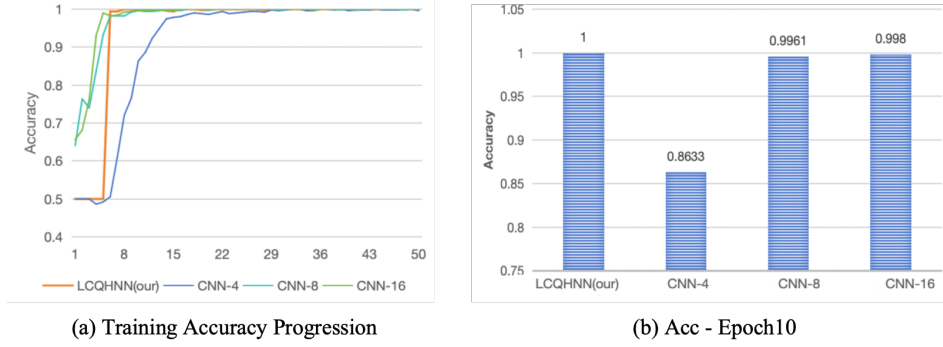 1
0.9
0.8
0.7
0.6
0.5
0.4
Accuracy
1 8 15 22 29 36 43 50
LCQHNN(our) CNN-4 CNN-8 CNN-16
(a) Training Accuracy Progression
1.05
1
0.95
0.9
0.85
0.8
0.75
Accuracy
1
0.8633
0.9961
0.998
LCQHNN(our) CNN-4 CNN-8 CNN-16
(b) Acc - Epoch10